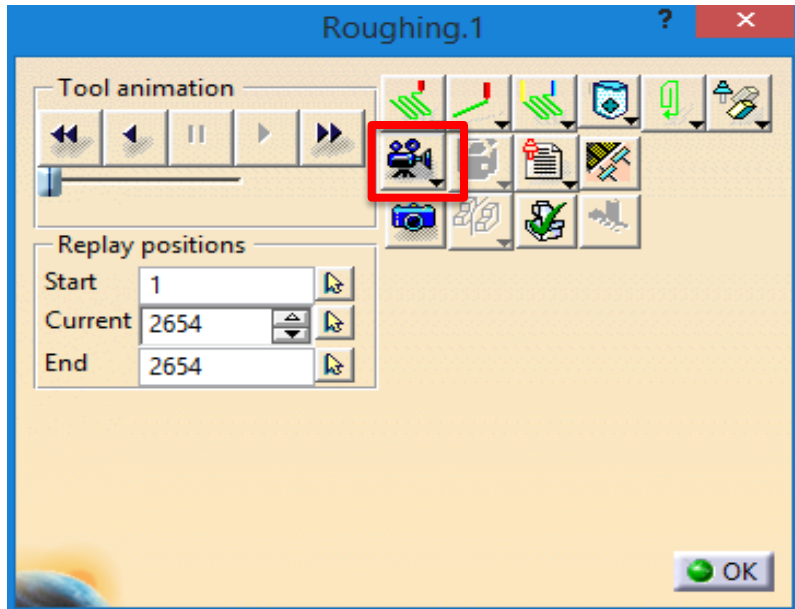 Roughing.1
?
Tool animation
Replay positions
Start 1
Current 2654
End 2654
OK